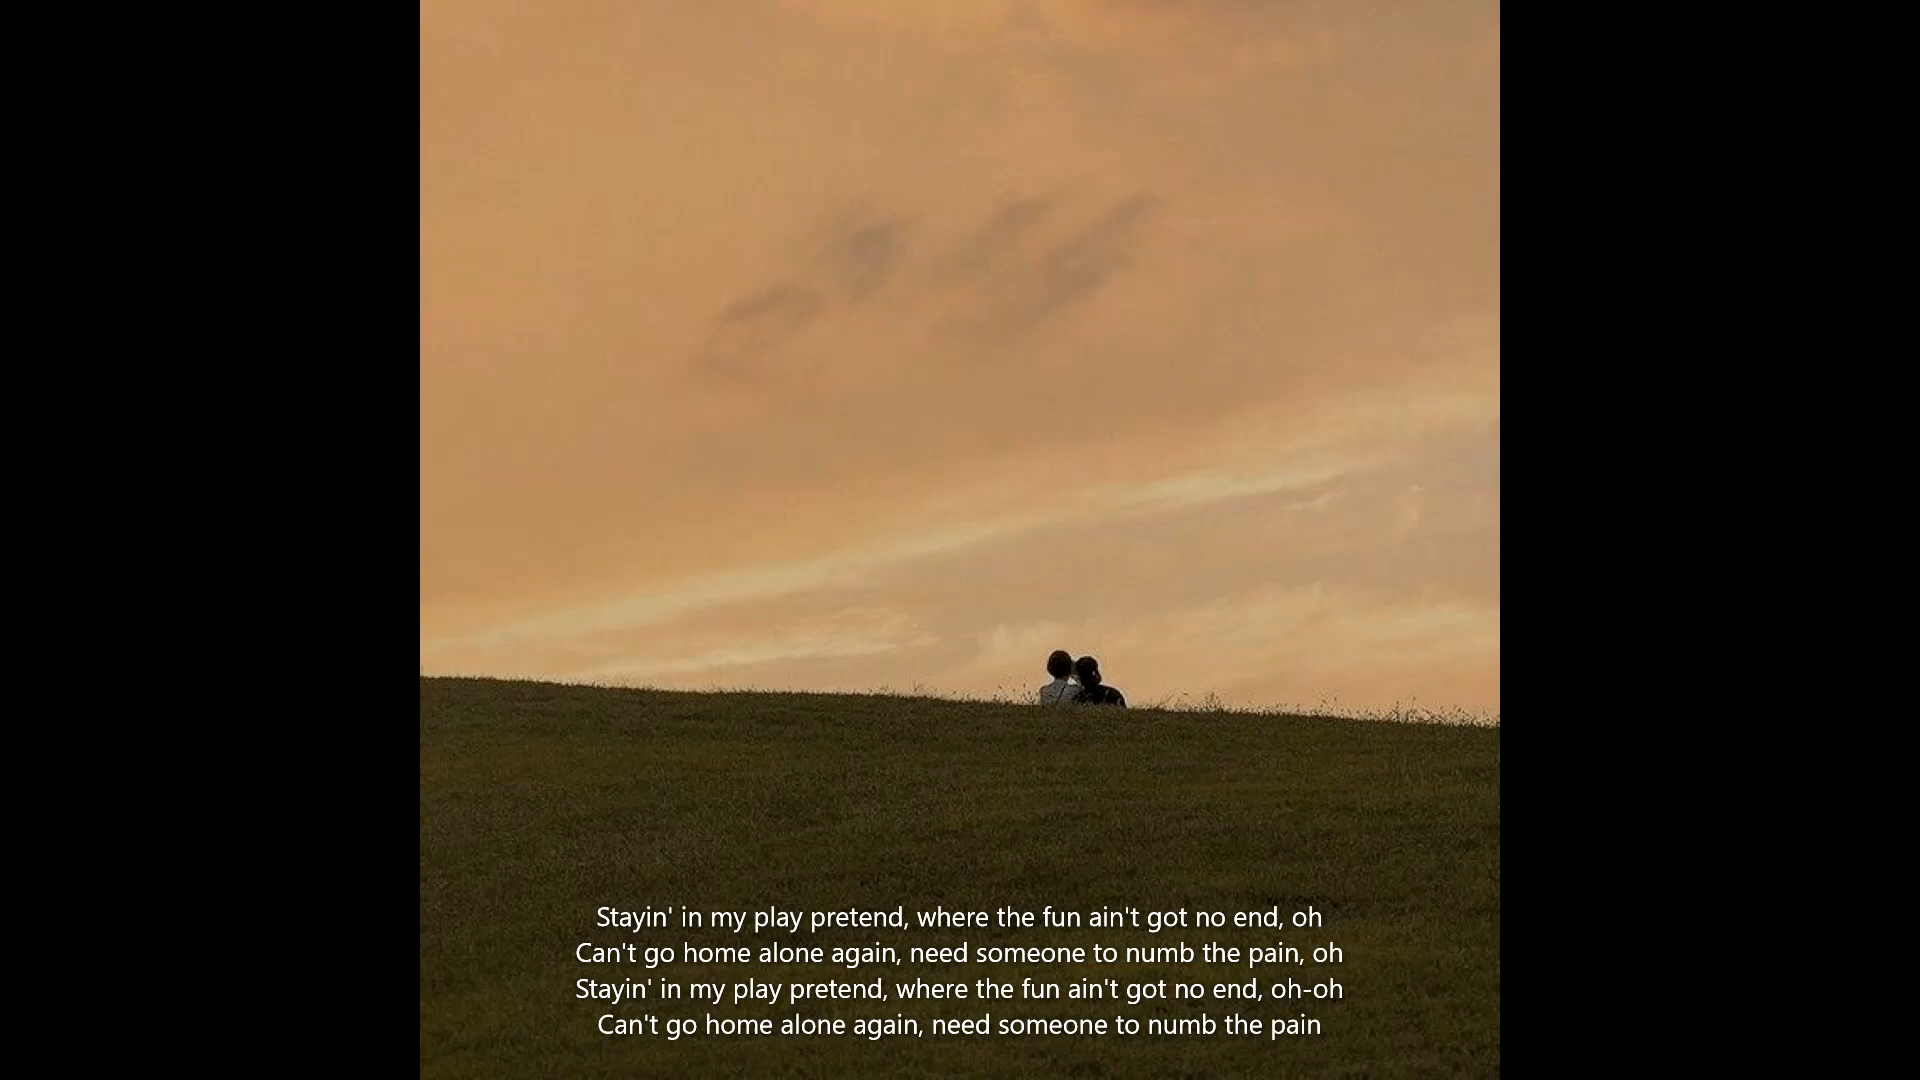 Stayin' in my play pretend, where the fun ain't got no end, oh
Can't go home alone again, need someone to numb the pain, oh
Stayin' in my play pretend, where the fun ain't got no end, oh-oh
Can't go home alone again, need someone to numb the pain